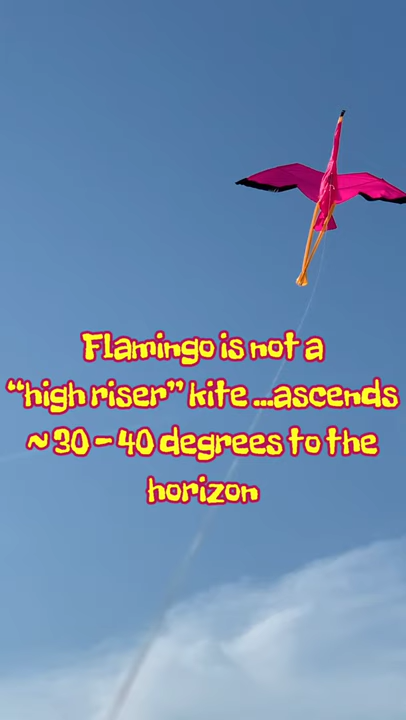 Flamingo is not a
“high riser” kite ...ascends
~ 30 - 40 degrees to the
horizon